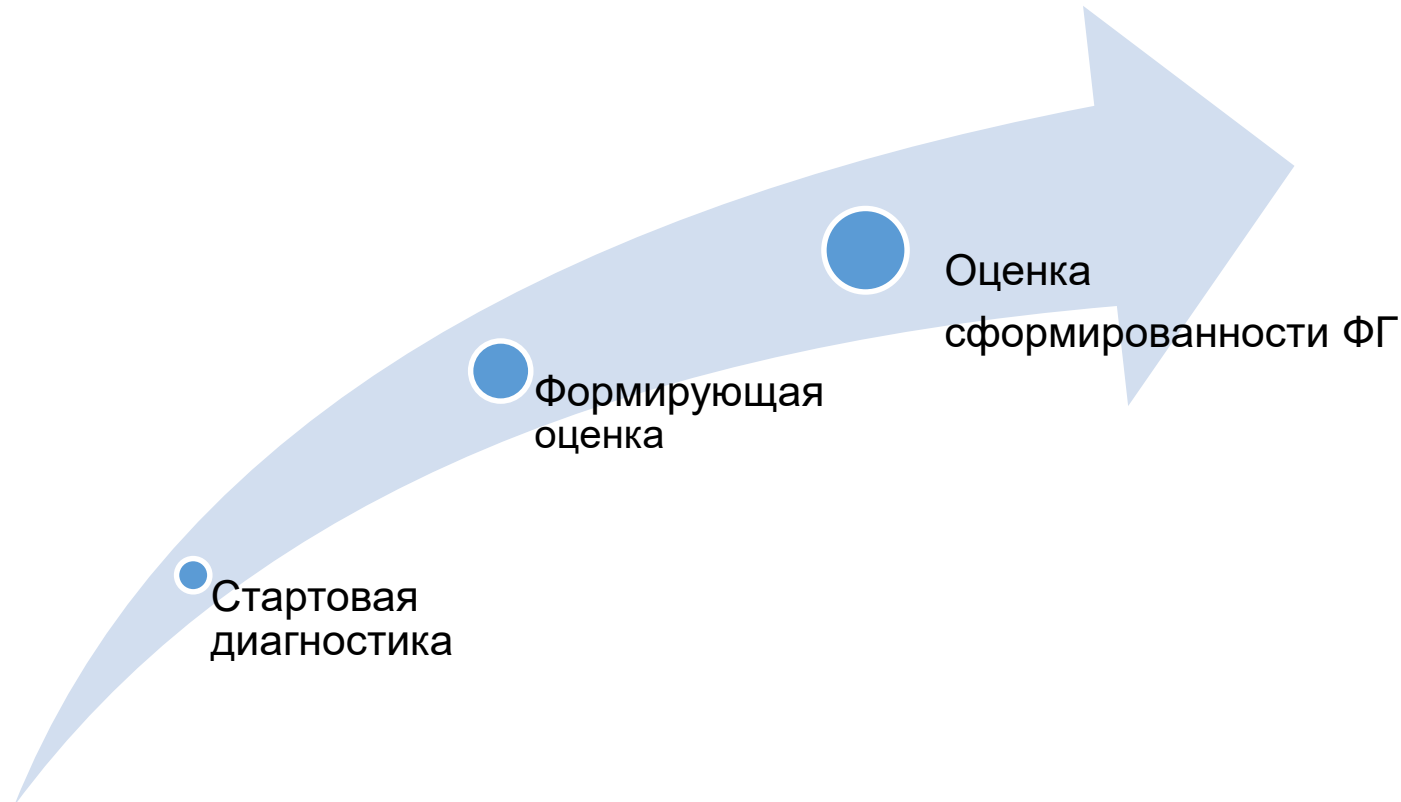 Оценка
сформированности ФГ
Формирующая
оценка
Стартовая
диагностика